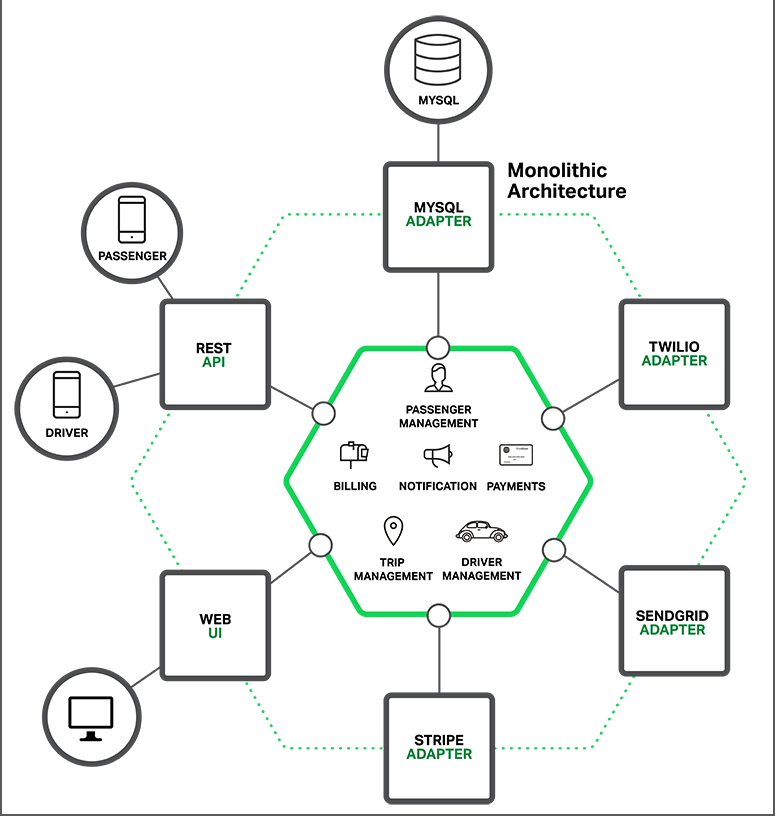 MYSQL
Monolithic
Architecture
MYSQL
ADAPTER
PASSENGER
REST
API
TWILIO
ADAPTER
DRIVER
PASSENGER
MANAGEMENT
BILLING
NOTIFICATION
PAYMENTS
TRIP
MANAGEMENT
DRIVER
MANAGEMENT
WEB
UI
SENDGRID
ADAPTER
STRIPE
ADAPTER